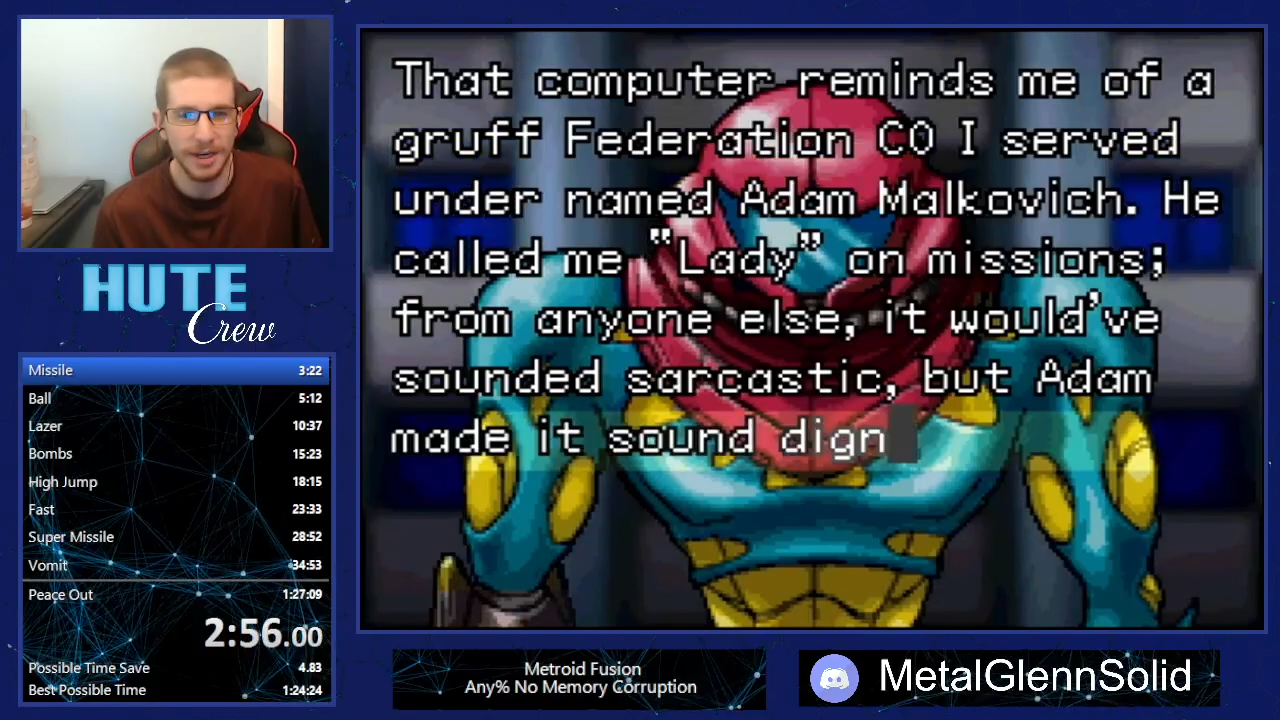 That computer reminds me of a
gruff Federation CO I served
under named Adam Malkovich. He
called me "Lady" on missions;
from anyone else, it would've
sounded sarcastic, but Adam
made it sound dign
HUTE
Crew
Missile 3:22
Ball 5:12
Lazer 10:37
Bombs 15:23
High Jump 18:15
Fast 23:33
Super Missile 28:52
Vomit 34:53
Peace Out 1:27:09
2:56.00
Possible Time Save 4.83
Best Possible Time 1:24:24
Metroid Fusion
Any% No Memory Corruption
MetalGlennSolid